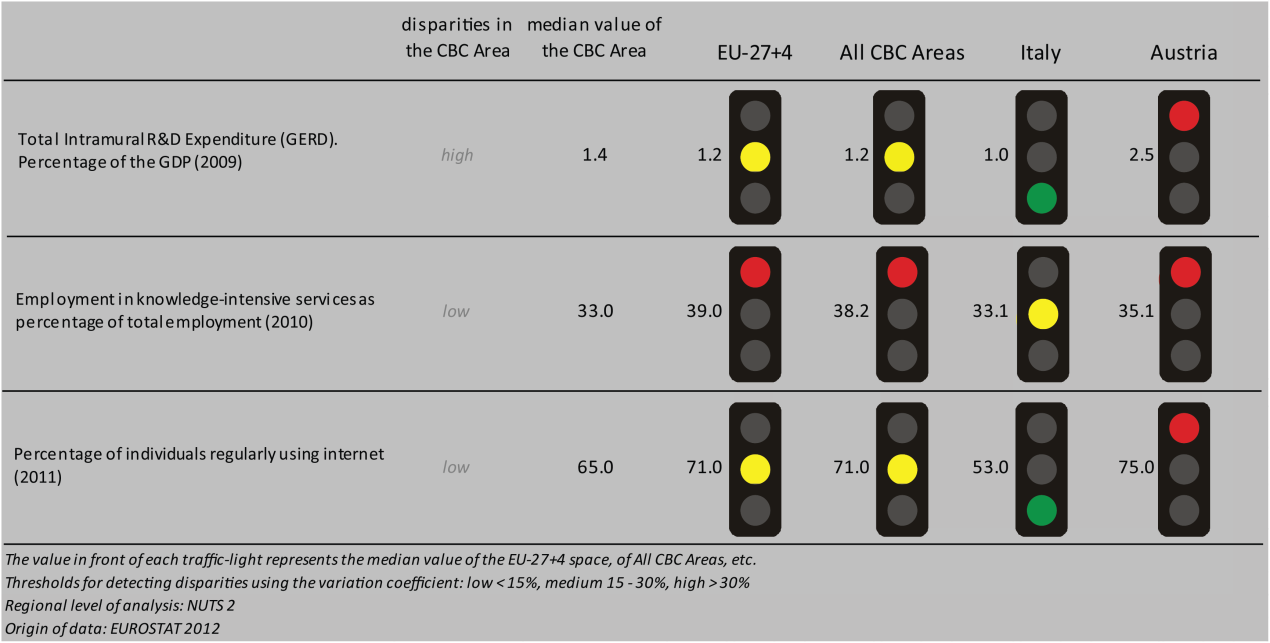 disparities in the CBC Area
median value of the CBC Area
EU-27+4
All CBC Areas
Italy
Austria
Total Intramural R&D Expenditure (GERD).
Percentage of the GDP (2009)
high
1.4
1.2
1.2
1.0
2.5
Employment in knowledge-intensive services as
percentage of total employment (2010)
low
33.0
39.0
38.2
33.1
35.1
Percentage of individuals regularly using internet
(2011)
low
65.0
71.0
71.0
53.0
75.0
The value in front of each traffic-light represents the median value of the EU-27+4 space, of All CBC Areas, etc.
Thresholds for detecting disparities using the variation coefficient: low < 15%, medium 15 - 30%, high > 30%
Regional level of analysis: NUTS 2
Origin of data: EUROSTAT 2012